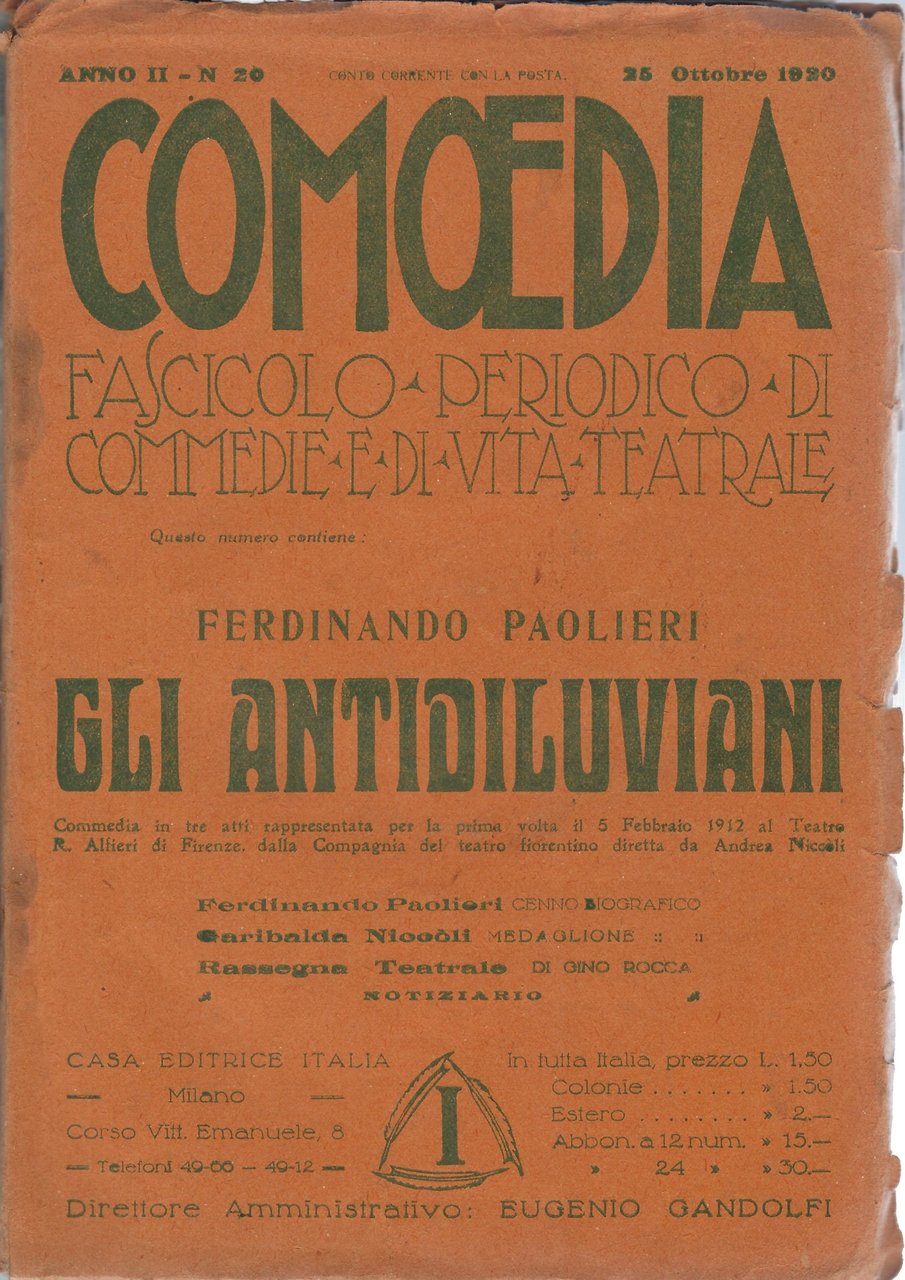 ANNO II - N 20 CONTO CORRENTE CON LA POSTA. 25 Ottobre 1920
COMŒDIA
FASCICOLO PERIODICO DI
COMMEDIE E DI VITA TEATRALE
Questo numero contiene:
FERDINANDO PAOLIERI
GLI ANTIDILUVIANI
Commedia in tre atti rappresentata per la prima volta il 5 Febbraio 1912 al Teatro
R. Alfieri di Firenze, dalla Compagnia del teatro fiorentino diretta da Andrea Niccòli
Ferdinando Paolieri CENNO BIOGRAFICO
Garibalda Niccòli MEDAGLIONE :: ::
Rassegna Teatrale DI GINO ROCCA
NOTIZIARIO
CASA EDITRICE ITALIA
— Milano —
Corso Vitt. Emanuele, 8
— Telefoni 49-66 — 49-12 —
I
In tutta Italia, prezzo L. 1.50
Colonie . . . . . . . » 1.50
Estero . . . . . . . . » 2.—
Abbon. a 12 num. » 15.—
» 24 » » 30.—
Direttore Amministrativo: EUGENIO GANDOLFI